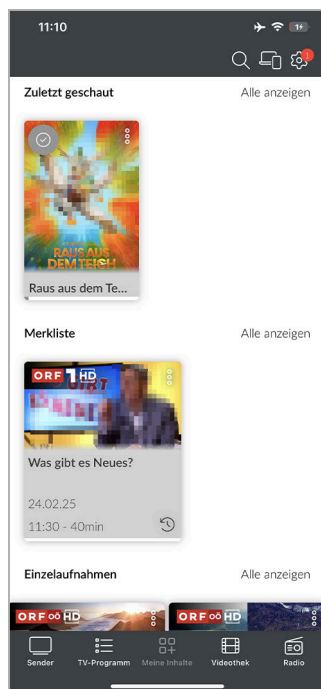 11:10
Zuletzt geschaut Alle anzeigen
RAUS AUS
DEM TEICH
Raus aus dem Te...
Merkliste Alle anzeigen
ORF 1 HD
Was gibt es Neues?
24.02.25
11:30 - 40min
Einzelaufnahmen Alle anzeigen
ORF OÖ HD ORF OÖ HD
Sender TV-Programm Meine Inhalte Videothek Radio